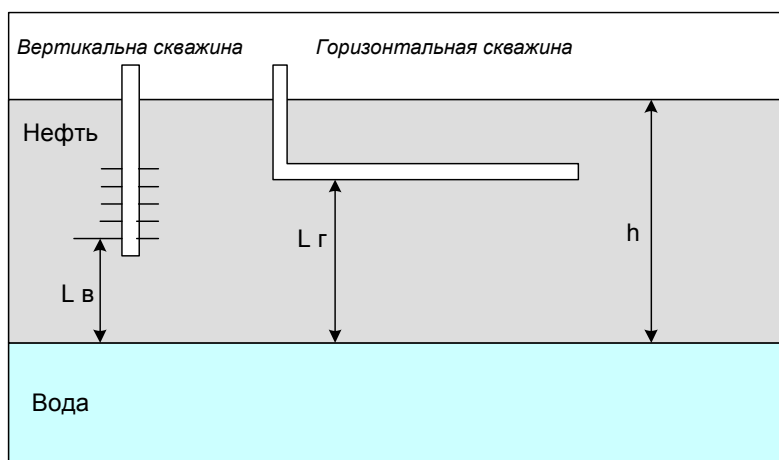 Вертикальна скважина
Горизонтальная скважина
Нефть
L в
L г
h
Вода